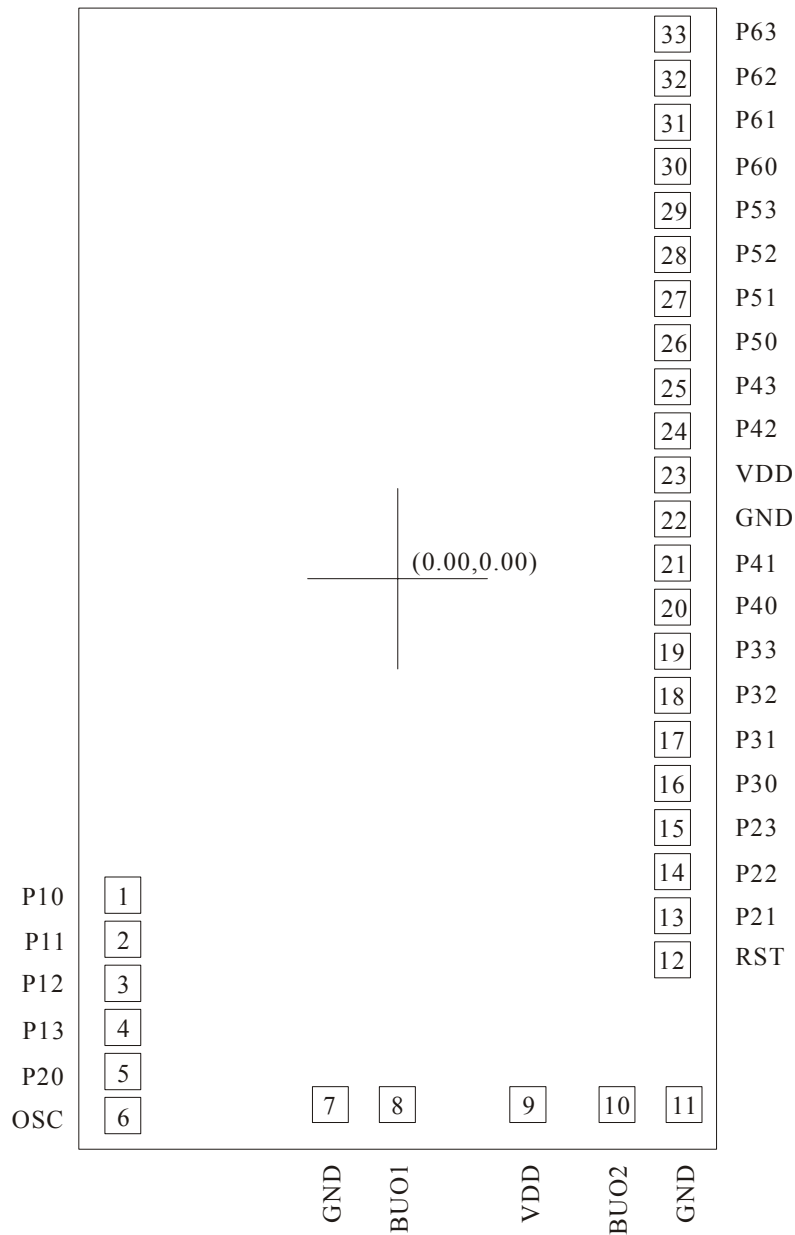 33 P63
32 P62
31 P61
30 P60
29 P53
28 P52
27 P51
26 P50
25 P43
24 P42
23 VDD
22 GND
(0.00,0.00)
21 P41
20 P40
19 P33
18 P32
17 P31
16 P30
15 P23
14 P22
13 P21
12 RST
P10 1
P11 2
P12 3
P13 4
P20 5
OSC 6
7 8 9 10 11
GND BUO1 VDD BUO2 GND